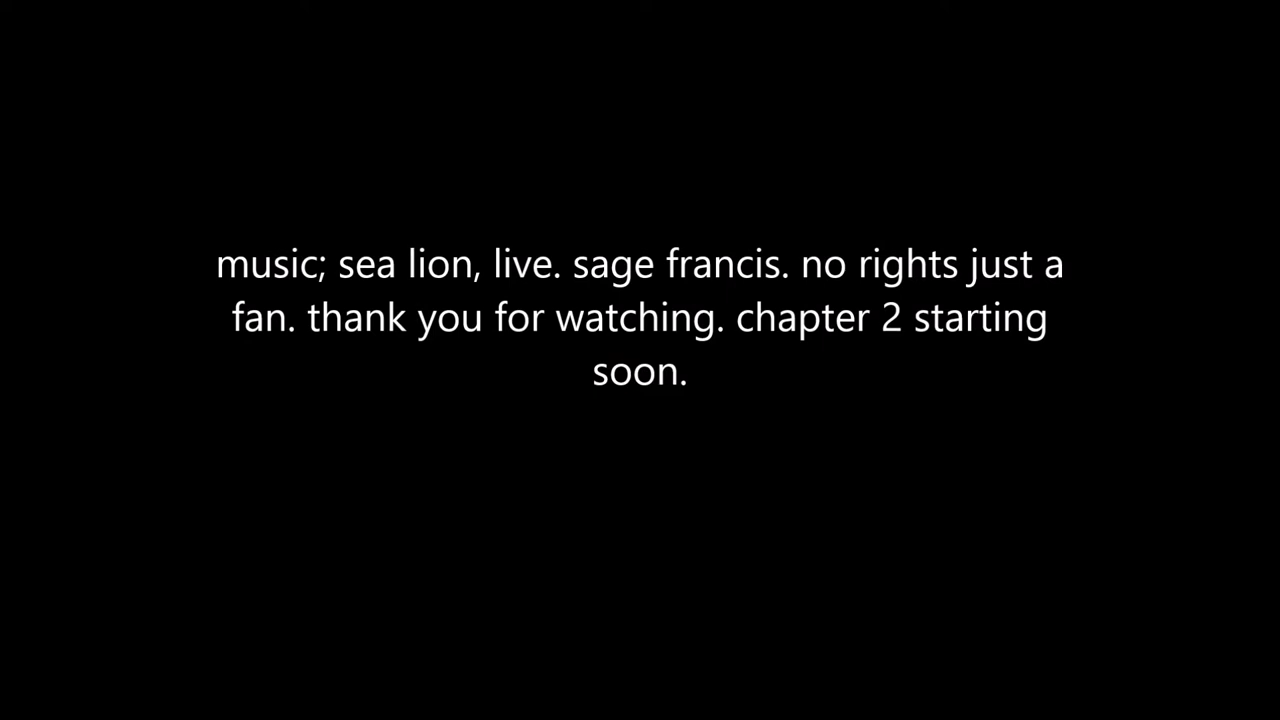 music; sea lion, live. sage francis. no rights just a
fan. thank you for watching. chapter 2 starting
soon.